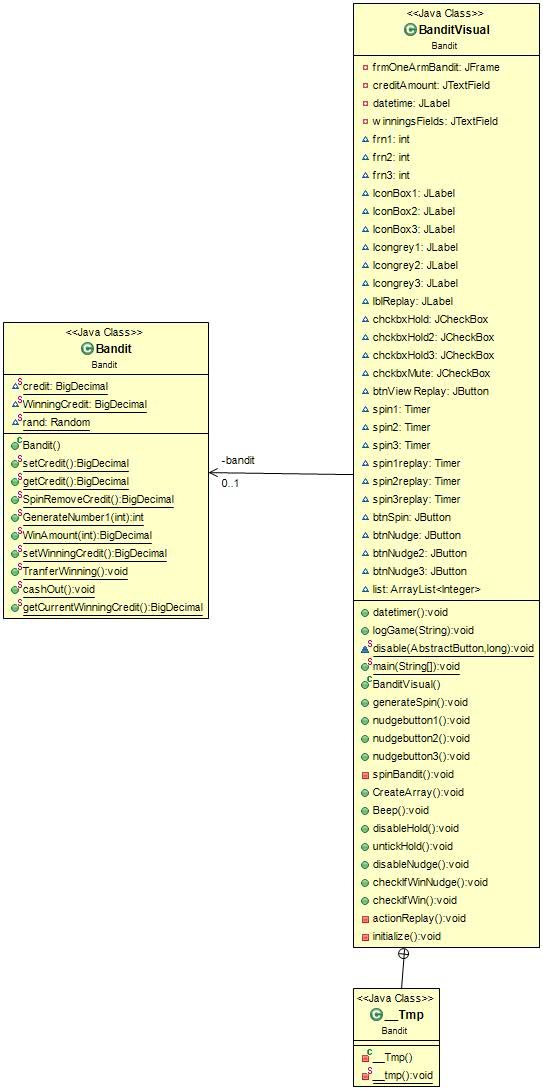 <<Java Class>>
BanditVisual
Bandit
frmOneArmBandit: JFrame
creditAmount: JTextField
datetime: JLabel
winningsFields: JTextField
frn1: int
frn2: int
frn3: int
IconBox1: JLabel
IconBox2: JLabel
IconBox3: JLabel
Icongrey1: JLabel
Icongrey2: JLabel
Icongrey3: JLabel
lblReplay: JLabel
chckbxHold: JCheckBox
chckbxHold2: JCheckBox
chckbxHold3: JCheckBox
chckbxMute: JCheckBox
btnViewReplay: JButton
spin1: Timer
spin2: Timer
spin3: Timer
spin1replay: Timer
spin2replay: Timer
spin3replay: Timer
btnSpin: JButton
btnNudge: JButton
btnNudge2: JButton
btnNudge3: JButton
list: ArrayList<Integer>
datetimer():void
logGame(String):void
disable(AbstractButton,long):void
main(String[]):void
BanditVisual()
generateSpin():void
nudgebutton1():void
nudgebutton2():void
nudgebutton3():void
spinBandit():void
CreateArray():void
Beep():void
disableHold():void
untickHold():void
disableNudge():void
checkIfWinNudge():void
checkIfWin():void
actionReplay():void
initialize():void
<<Java Class>>
Bandit
Bandit
credit: BigDecimal
WinningCredit: BigDecimal
rand: Random
Bandit()
setCredit():BigDecimal
getCredit():BigDecimal
SpinRemoveCredit():BigDecimal
GenerateNumber1(int):int
WinAmount(int):BigDecimal
setWinningCredit():BigDecimal
TranferWinning():void
cashOut():void
getCurrentWinningCredit():BigDecimal
-bandit
0..1
<<Java Class>>
__Tmp
Bandit
__Tmp()
__tmp():void